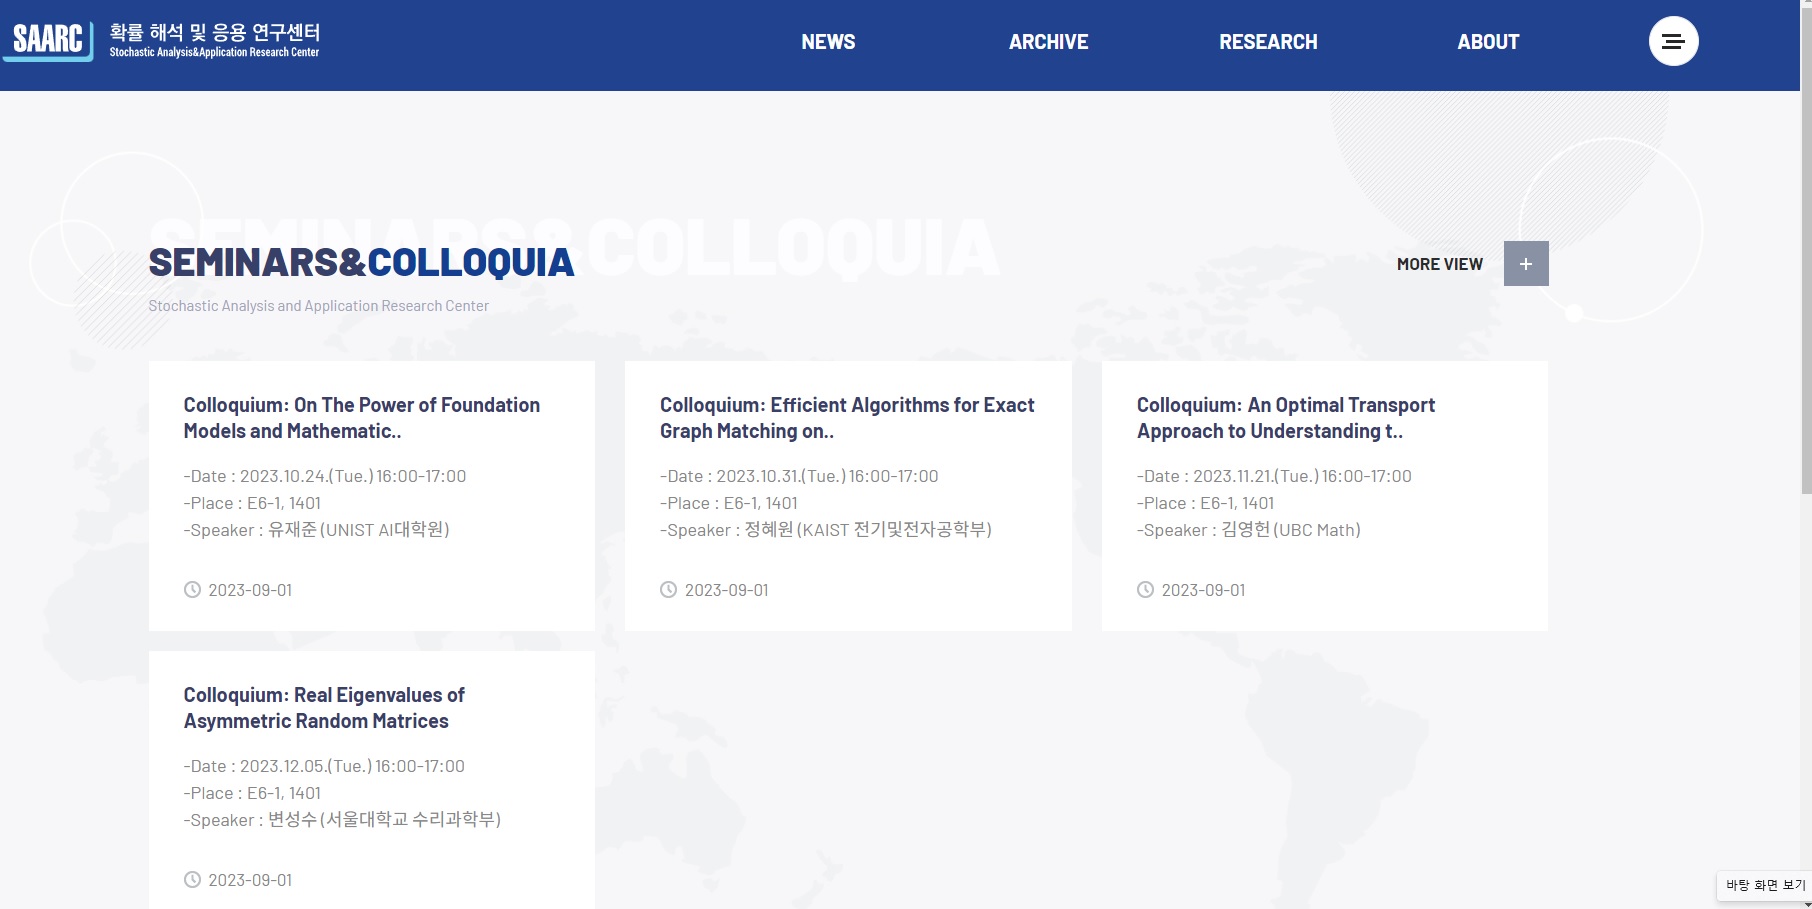 SAARC 확률 해석 및 응용 연구센터
Stochastic Analysis&Application Research Center
NEWS ARCHIVE RESEARCH ABOUT
SEMINARS&COLLOQUIA
SEMINARS&COLLOQUIA
MORE VIEW +
Stochastic Analysis and Application Research Center
Colloquium: On The Power of Foundation
Models and Mathematic..
-Date : 2023.10.24.(Tue.) 16:00-17:00
-Place : E6-1, 1401
-Speaker : 유재준 (UNIST AI대학원)
2023-09-01
Colloquium: Efficient Algorithms for Exact
Graph Matching on..
-Date : 2023.10.31.(Tue.) 16:00-17:00
-Place : E6-1, 1401
-Speaker : 정혜원 (KAIST 전기및전자공학부)
2023-09-01
Colloquium: An Optimal Transport
Approach to Understanding t..
-Date : 2023.11.21.(Tue.) 16:00-17:00
-Place : E6-1, 1401
-Speaker : 김영헌 (UBC Math)
2023-09-01
Colloquium: Real Eigenvalues of
Asymmetric Random Matrices
-Date : 2023.12.05.(Tue.) 16:00-17:00
-Place : E6-1, 1401
-Speaker : 변성수 (서울대학교 수리과학부)
2023-09-01
바탕 화면 보기